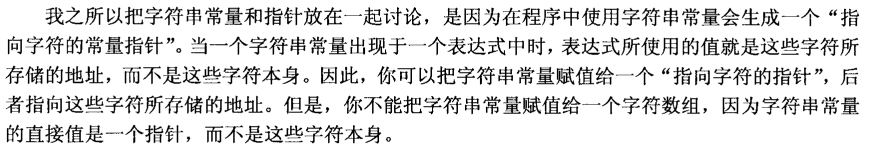 我之所以把字符串常量和指针放在一起讨论，是因为在程序中使用字符串常量会生成一个“指
向字符的常量指针”。当一个字符串常量出现于一个表达式中时，表达式所使用的值就是这些字符所
存储的地址，而不是这些字符本身。因此，你可以把字符串常量赋值给一个“指向字符的指针”，后
者指向这些字符所存储的地址。但是，你不能把字符串常量赋值给一个字符数组，因为字符串常量
的直接值是一个指针，而不是这些字符本身。